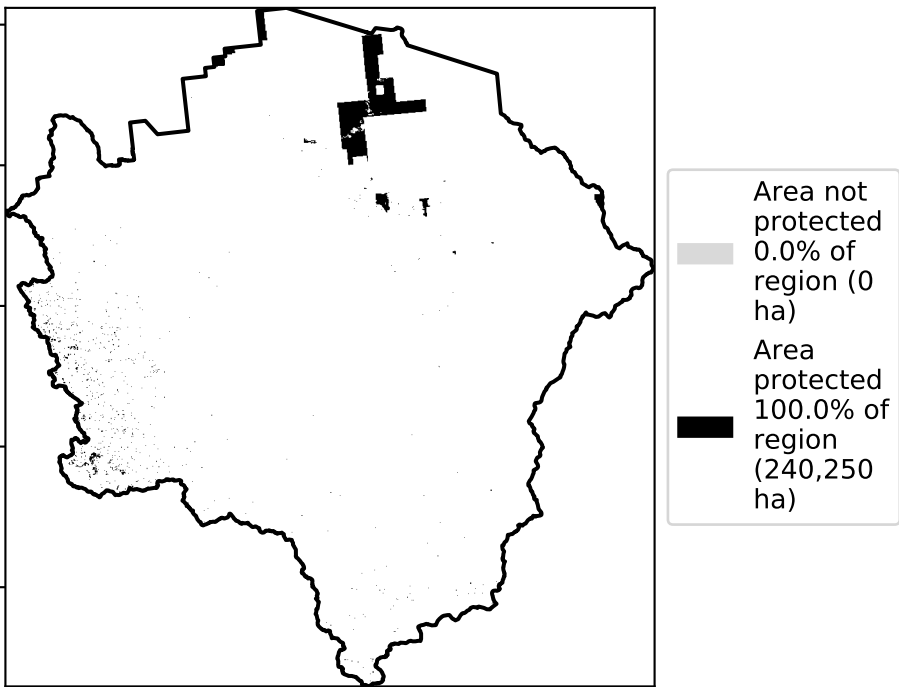 Area not
protected
0.0% of
region (0
ha)
Area
protected
100.0% of
region
(240,250
ha)